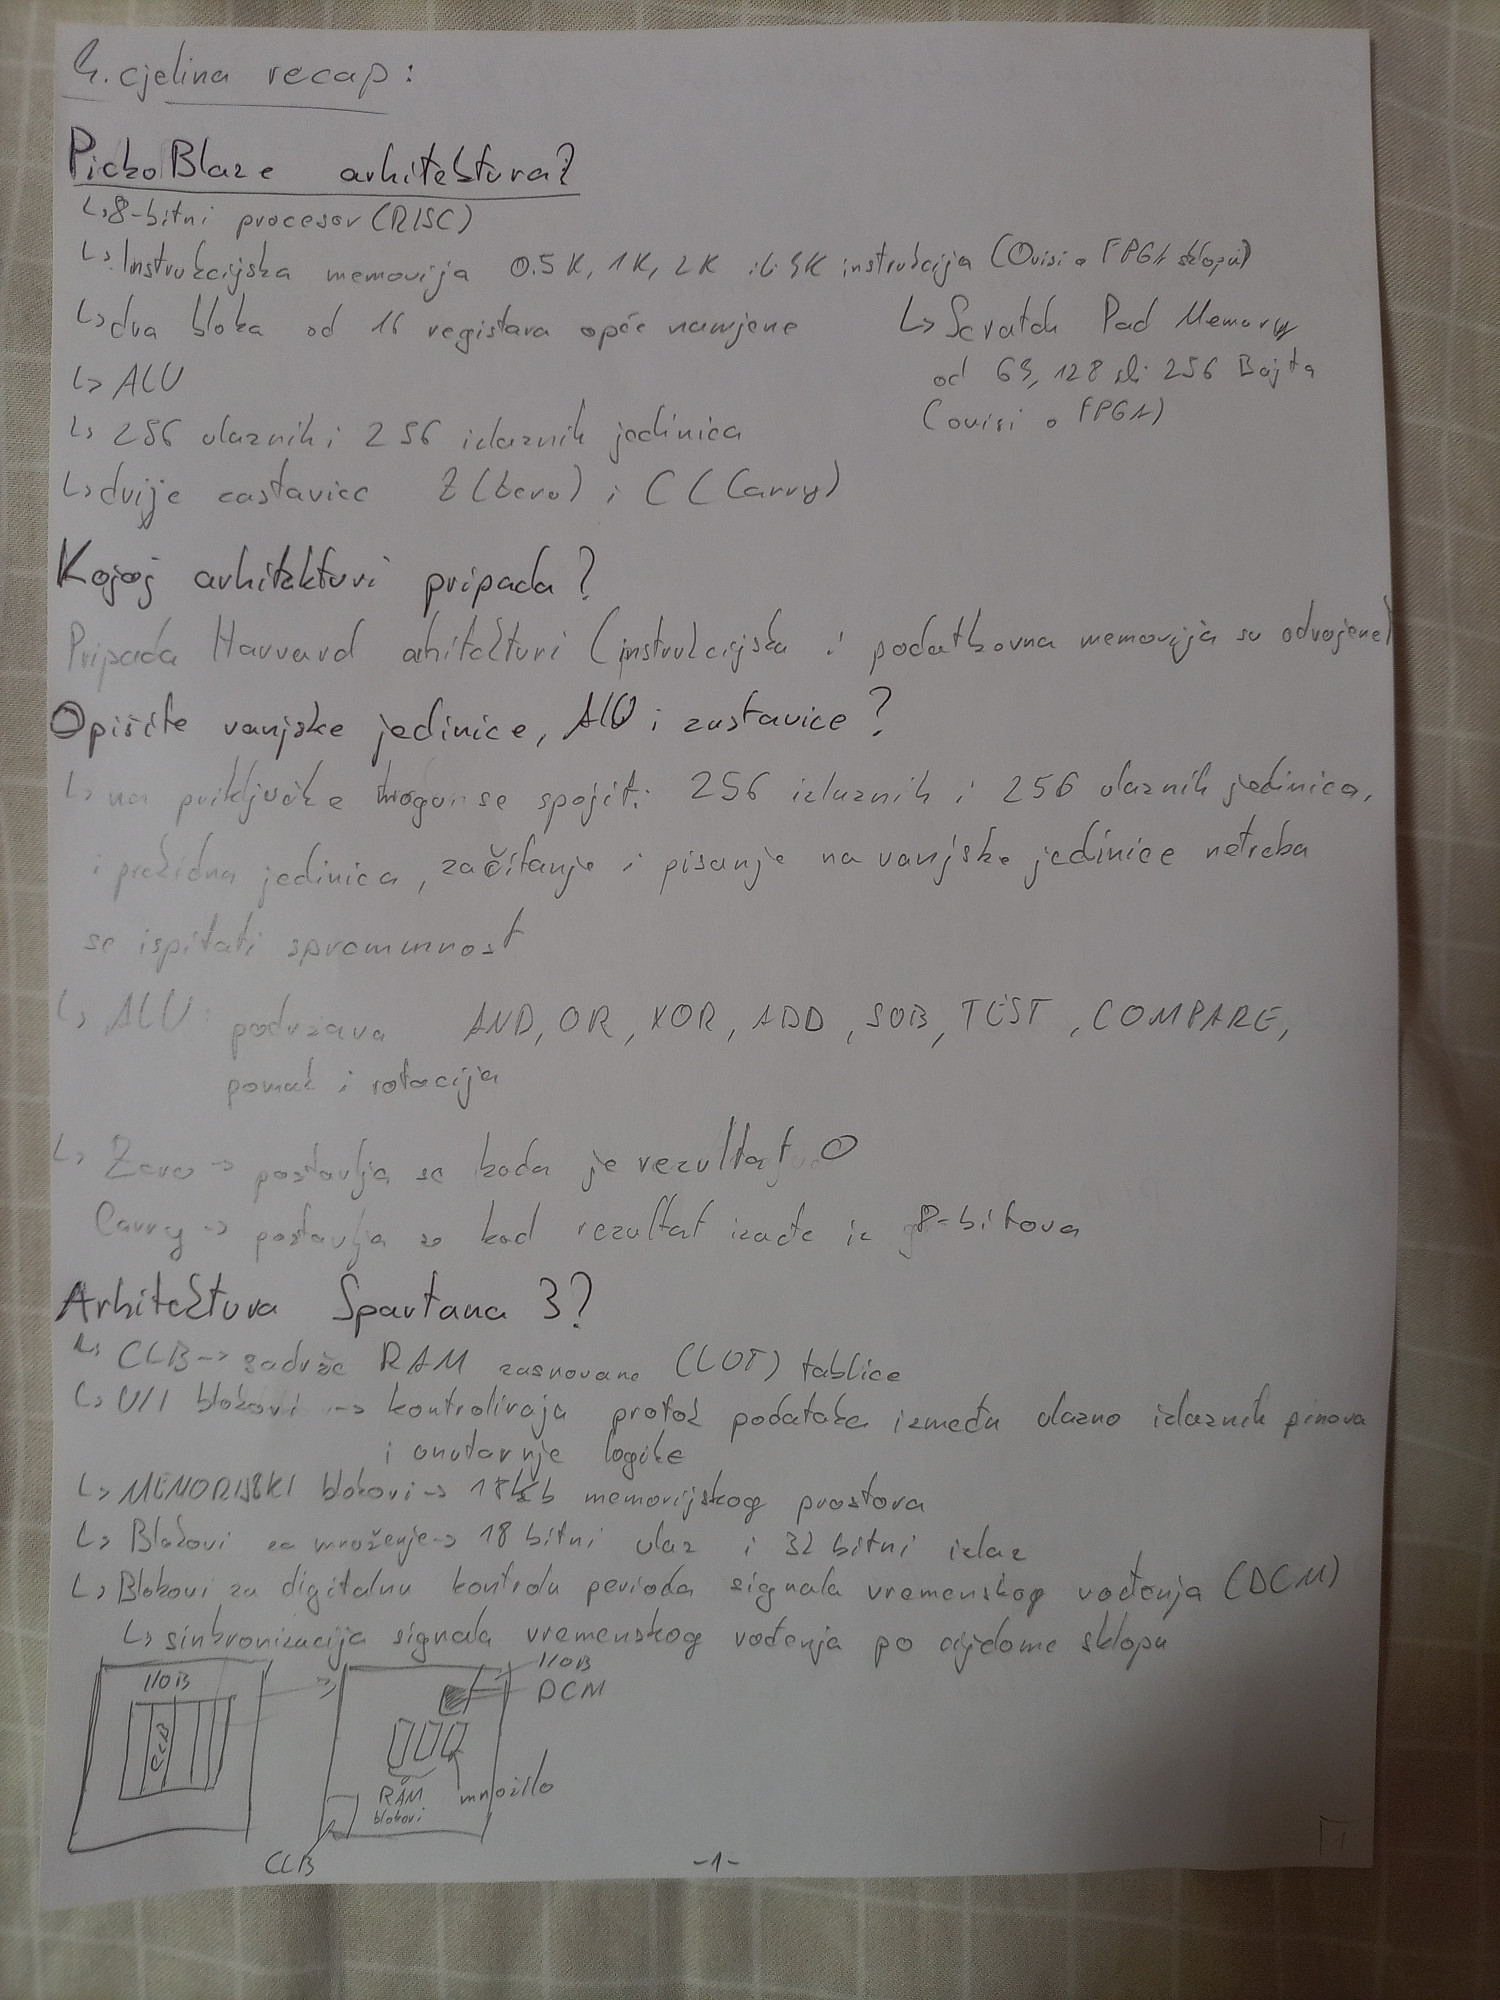 4. cjelina recap:
PickoBlaze arhitektura?
↳ 8-bitni procesor (RISC)
↳ Instrukcijska memorija 0.5K, 1K, 2K ili 4K instrukcija (Ovisi o FPGA sklopu)
↳ dva bloka od 16 registara opće namjene
↳ Scratch Pad Memory
od 64, 128 ili 256 Bajta
(ovisi o FPGA)
↳ ALU
↳ 256 ulaznih i 256 izlaznih jedinica
↳ dvije zastavice Z (Zero) i C (Carry)
Kojoj arhitekturi pripada?
Pripada Harvard ahitekturi (instrukcijska i podatkovna memorija su odvojene)
Opišite vanjske jedinice, ALU i zastavice?
↳ na priključke mogu se spojiti 256 izlaznih i 256 ulaznih jedinica,
i prekidna jedinica, za čitanje i pisanje na vanjske jedinice netreba
se ispitati spremnost
↳ ALU: podržava AND, OR, XOR, ADD, SUB, TEST, COMPARE,
pomak i rotacija
↳ Zero → postavlja se kada je rezultat 0
Carry → postavlja se kad rezultat izađe iz 8-bitova
Arhitektura Spartana 3?
↳ CLB → sadrže RAM zasnovane (LUT) tablice
↳ U/I blokovi → kontroliraja protok podataka između ulazno izlaznih pinova
i unutarnje logike
↳ MEMORIJSKI blokovi → 18kb memorijskog prostora
↳ Blokovi za množenje → 18 bitni ulaz i 32 bitni izlaz
↳ Blokovi za digitalnu kontrolu perioda signala vremenskog vođenja (DCM)
↳ sinkronizacija signala vremenskog vođenja po cijelome sklopu
I/OB
CLB
I/OB
DCM
RAM
blokovi
množilo
CLB
-1-